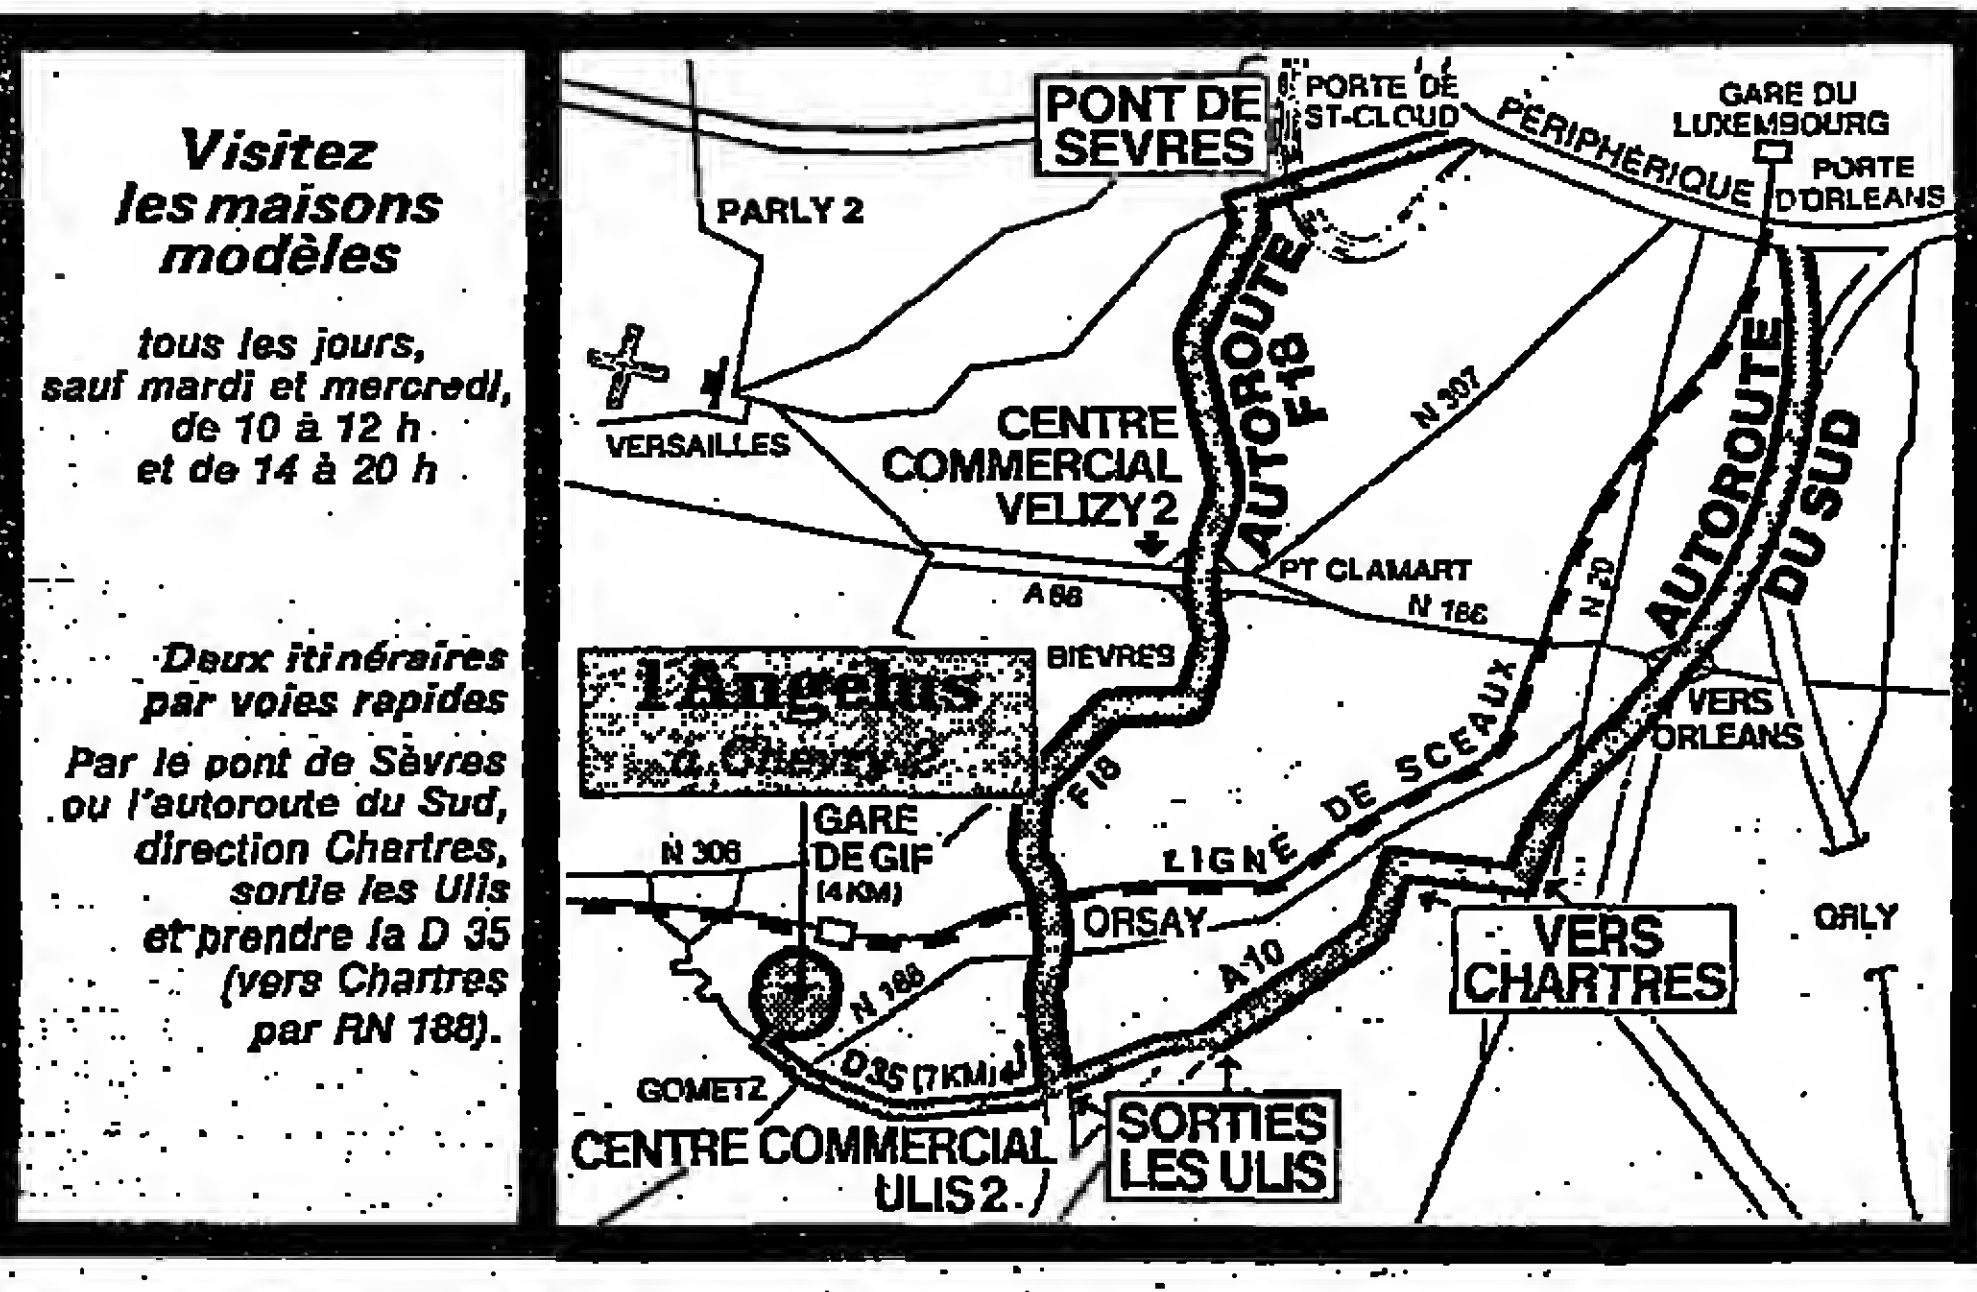 Visitez
les maisons
modèles
tous les jours,
sauf mardi et mercredi,
de 10 à 12 h
et de 14 à 20 h
Deux itinéraires
par voies rapides
Par le pont de Sèvres
ou l'autoroute du Sud,
direction Chartres,
sortie les Ulis
et prendre la D 35
(vers Chartres
par RN 188).
PONT DE
SEVRES
PORTE DE
ST-CLOUD
PÉRIPHÉRIQUE
GARE DU
LUXEMBOURG
PORTE
D'ORLEANS
PARLY 2
VERSAILLES
CENTRE
COMMERCIAL
VELIZY 2
AUTOROUTE
F 18
N 307
AUTOROUTE
DU SUD
PT CLAMART
A 86
N 186
N 20
BIEVRES
l'Angelus
à Chevry 2
F 18
VERS
ORLEANS
LIGNE DE SCEAUX
GARE
DE GIF
(4 KM)
N 306
ORSAY
A 10
VERS
CHARTRES
ORLY
N 188
D35 (7 KM)
GOMETZ
SORTIES
LES ULIS
CENTRE COMMERCIAL
ULIS 2